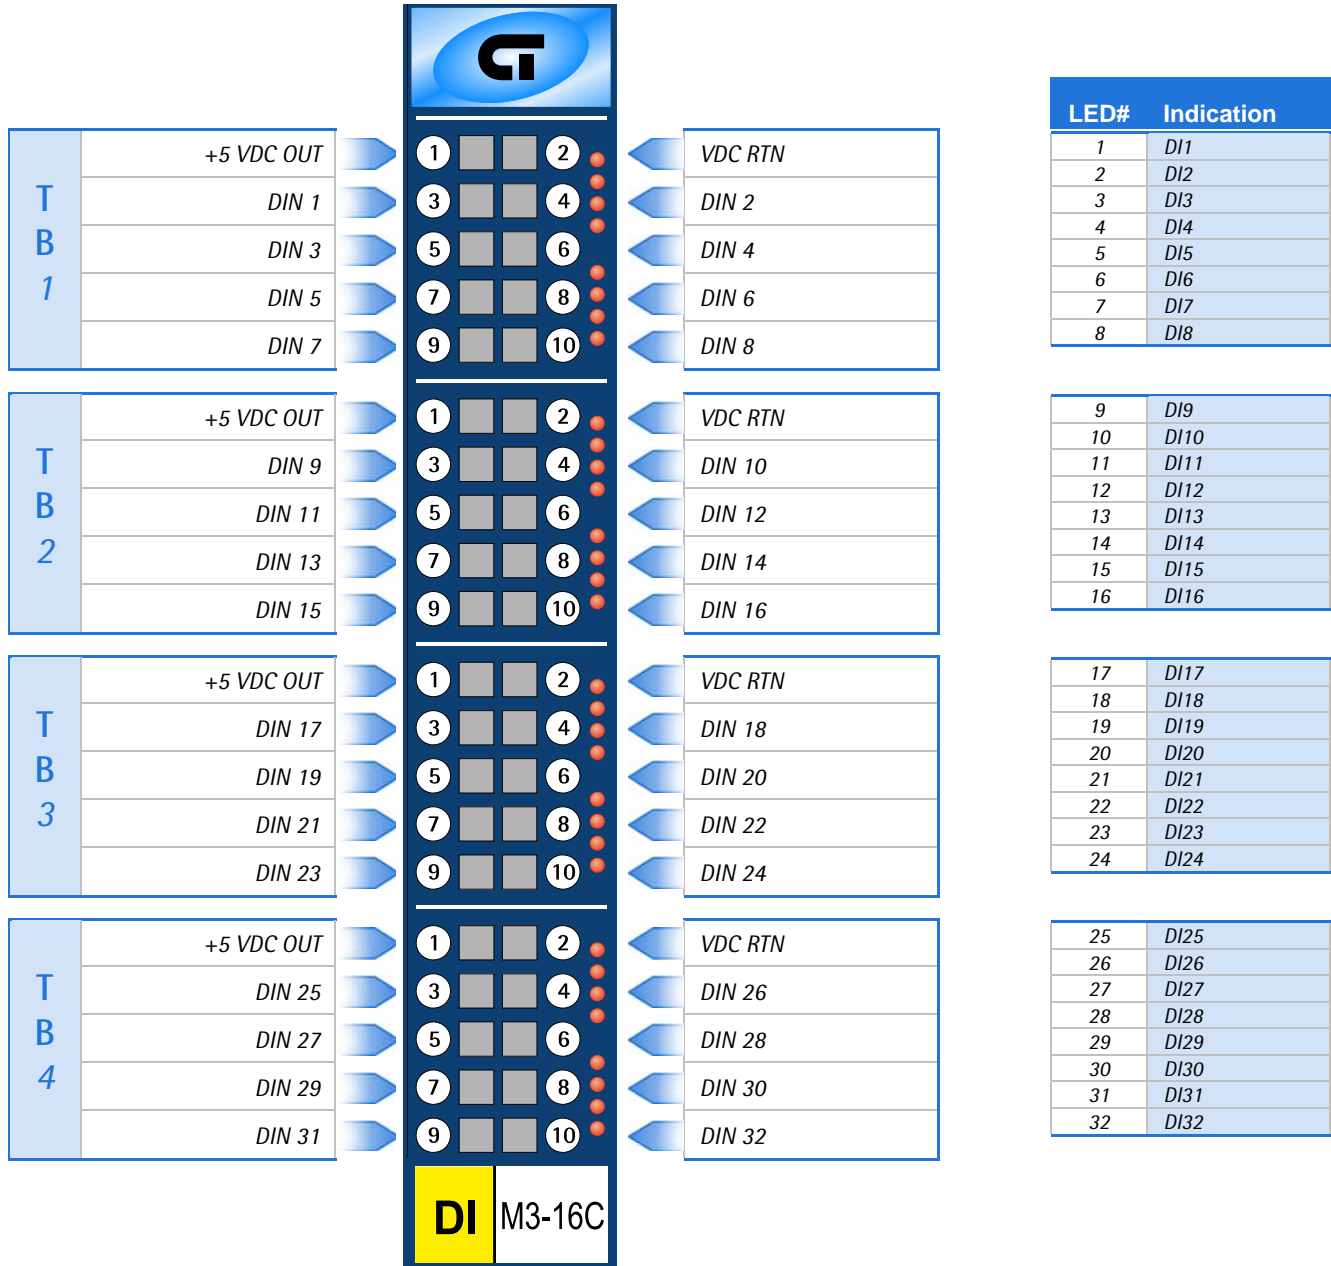 CT
LED# Indication
TB1
+5 VDC OUT 1 2 VDC RTN
DIN 1 3 4 DIN 2
DIN 3 5 6 DIN 4
DIN 5 7 8 DIN 6
DIN 7 9 10 DIN 8
1 DI1
2 DI2
3 DI3
4 DI4
5 DI5
6 DI6
7 DI7
8 DI8
TB2
+5 VDC OUT 1 2 VDC RTN
DIN 9 3 4 DIN 10
DIN 11 5 6 DIN 12
DIN 13 7 8 DIN 14
DIN 15 9 10 DIN 16
9 DI9
10 DI10
11 DI11
12 DI12
13 DI13
14 DI14
15 DI15
16 DI16
TB3
+5 VDC OUT 1 2 VDC RTN
DIN 17 3 4 DIN 18
DIN 19 5 6 DIN 20
DIN 21 7 8 DIN 22
DIN 23 9 10 DIN 24
17 DI17
18 DI18
19 DI19
20 DI20
21 DI21
22 DI22
23 DI23
24 DI24
TB4
+5 VDC OUT 1 2 VDC RTN
DIN 25 3 4 DIN 26
DIN 27 5 6 DIN 28
DIN 29 7 8 DIN 30
DIN 31 9 10 DIN 32
25 DI25
26 DI26
27 DI27
28 DI28
29 DI29
30 DI30
31 DI31
32 DI32
DI M3-16C